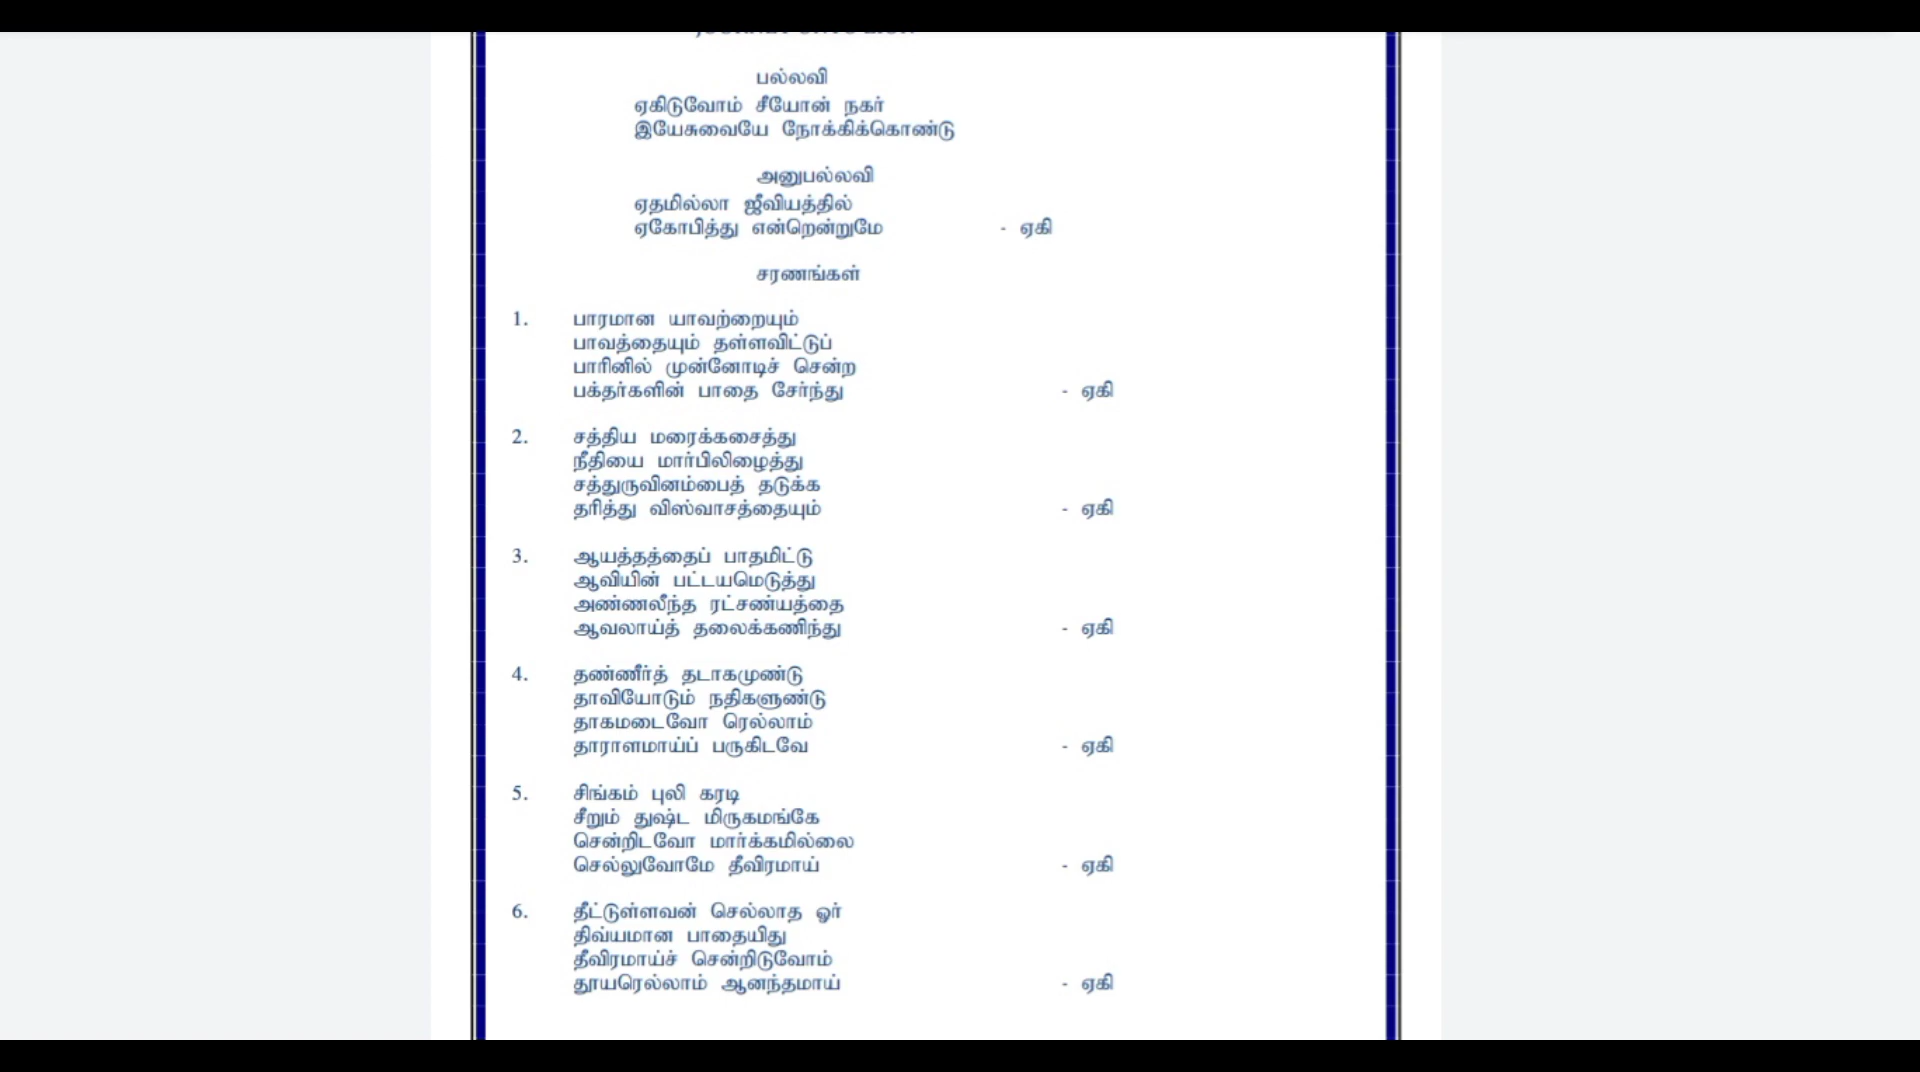 பல்லவி
ஏகிடுவோம் சீயோன் நகர்
இயேசுவையே நோக்கிக்கொண்டு
அனுபல்லவி
ஏதமில்லா ஜீவியத்தில்
ஏகோபித்து என்றென்றுமே - ஏகி
சரணங்கள்
1. பாரமான யாவற்றையும்
பாவத்தையும் தள்ளவிட்டுப்
பாரினில் முன்னோடிச் சென்ற
பக்தர்களின் பாதை சேர்ந்து - ஏகி
2. சத்திய மரைக்கசைத்து
நீதியை மார்பிலிழைத்து
சத்துருவினம்பைத் தடுக்க
தரித்து விஸ்வாசத்தையும் - ஏகி
3. ஆயத்தத்தைப் பாதமிட்டு
ஆவியின் பட்டயமெடுத்து
அண்ணலீந்த ரட்சண்யத்தை
ஆவலாய்த் தலைக்கணிந்து - ஏகி
4. தண்ணீர்த் தடாகமுண்டு
தாவியோடும் நதிகளுண்டு
தாகமடைவோ ரெல்லாம்
தாராளமாய்ப் பருகிடவே - ஏகி
5. சிங்கம் புலி கரடி
சீறும் துஷ்ட மிருகமங்கே
சென்றிடவோ மார்க்கமில்லை
செல்லுவோமே தீவிரமாய் - ஏகி
6. தீட்டுள்ளவன் செல்லாத ஓர்
திவ்யமான பாதையிது
தீவிரமாய்ச் சென்றிடுவோம்
தூயரெல்லாம் ஆனந்தமாய் - ஏகி